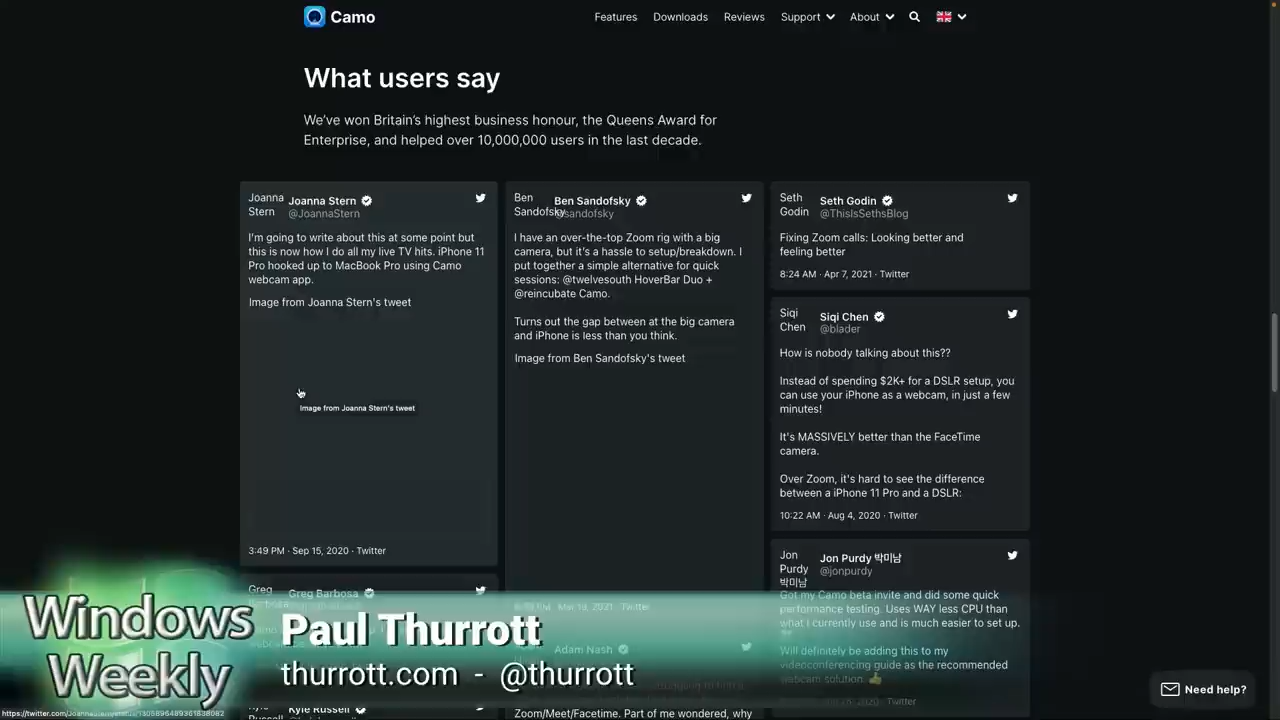 Camo
Features
Downloads
Reviews
Support
About
What users say
We've won Britain's highest business honour, the Queens Award for
Enterprise, and helped over 10,000,000 users in the last decade.
Joanna
Stern
Joanna Stern
@JoannaStern
I'm going to write about this at some point but
this is now how I do all my live TV hits. iPhone 11
Pro hooked up to MacBook Pro using Camo
webcam app.
Image from Joanna Stern's tweet
Image from Joanna Stern's tweet
3:49 PM · Sep 15, 2020 · Twitter
Greg
Greg Barbosa
Kyle Russell
Ben
Sandofsky
Ben Sandofsky
@sandofsky
I have an over-the-top Zoom rig with a big
camera, but it's a hassle to setup/breakdown. I
put together a simple alternative for quick
sessions: @twelvesouth HoverBar Duo +
@reincubate Camo.
Turns out the gap between at the big camera
and iPhone is less than you think.
Image from Ben Sandofsky's tweet
2021 · Twitter
Adam Nash
Zoom/Meet/Facetime. Part of me wondered, why
Seth
Godin
Seth Godin
@ThisIsSethsBlog
Fixing Zoom calls: Looking better and
feeling better
8:24 AM · Apr 7, 2021 · Twitter
Siqi
Chen
Siqi Chen
@blader
How is nobody talking about this??
Instead of spending $2K+ for a DSLR setup, you
can use your iPhone as a webcam, in just a few
minutes!
It's MASSIVELY better than the FaceTime
camera.
Over Zoom, it's hard to see the difference
between a iPhone 11 Pro and a DSLR:
10:22 AM · Aug 4, 2020 · Twitter
Jon
Purdy
박미남
Jon Purdy 박미남
@jonpurdy
Got my Camo beta invite and did some quick
performance testing. Uses WAY less CPU than
what I currently use and is much easier to set up.
Will definitely be adding this to my
videoconferencing guide as the recommended
webcam solution. 👍
2020 · Twitter
Windows
Weekly
Paul Thurrott
thurrott.com - @thurrott
Need help?